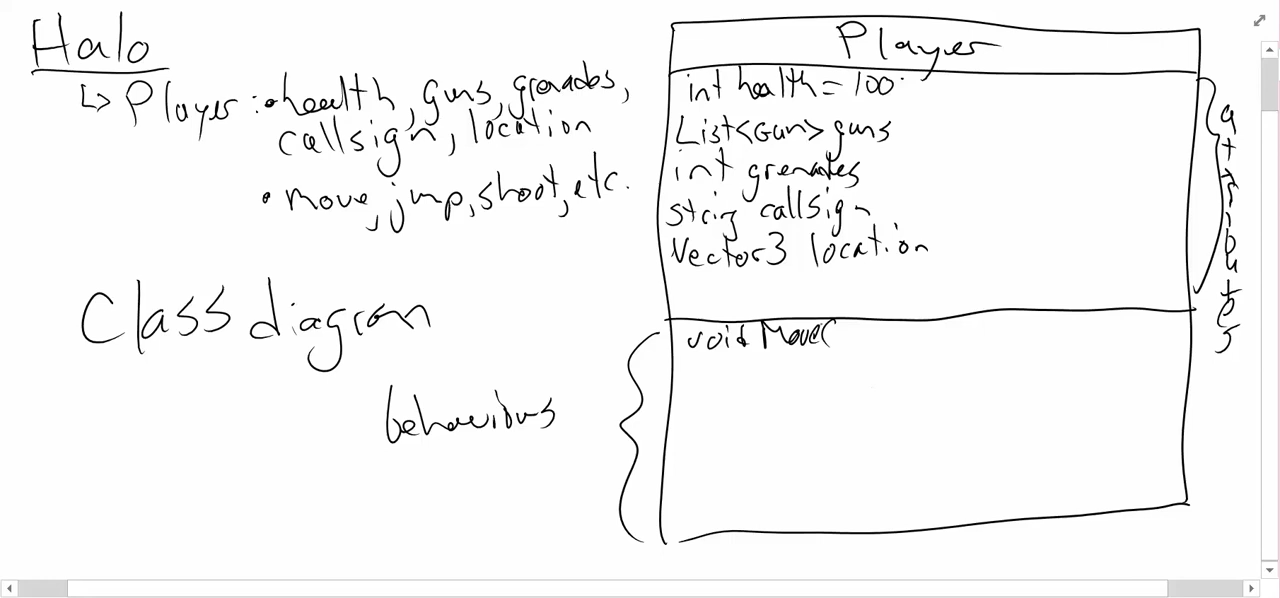 Halo
↳ Player : • health, guns, grenades,
callsign, location
• move, jump, shoot, etc.
Class diagram
behaviours
Player
int health = 100
List<Gun> guns
int grenades
string callsign
Vector3 location
attributes
void Move(